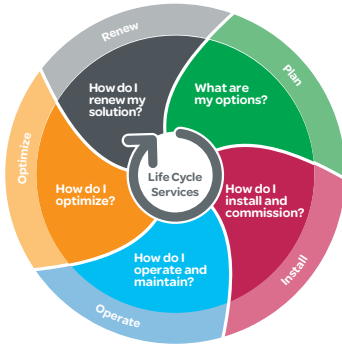 Renew
How do I
renew my
solution?
Plan
What are
my options?
Optimize
How do I
optimize?
Life Cycle
Services
How do I
install and
commission?
Install
How do I
operate and
maintain?
Operate